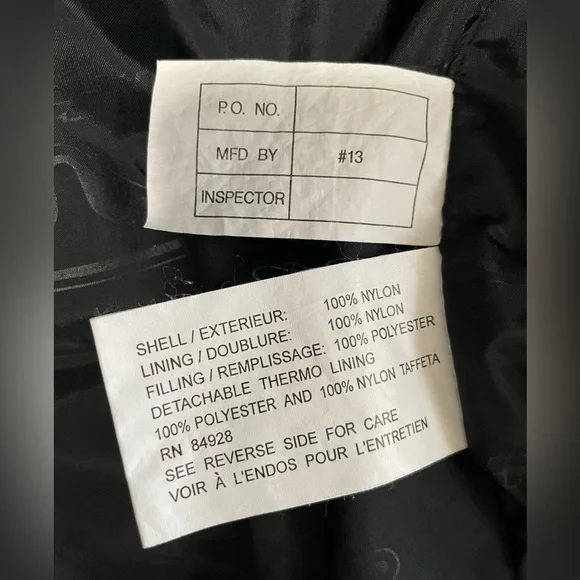 P.O. NO.
MFD BY #13
INSPECTOR
SHELL / EXTERIEUR: 100% NYLON
LINING / DOUBLURE: 100% NYLON
FILLING / REMPLISSAGE: 100% POLYESTER
DETACHABLE THERMO LINING
100% POLYESTER AND 100% NYLON TAFFETA
RN 84928
SEE REVERSE SIDE FOR CARE
VOIR À L'ENDOS POUR L'ENTRETIEN